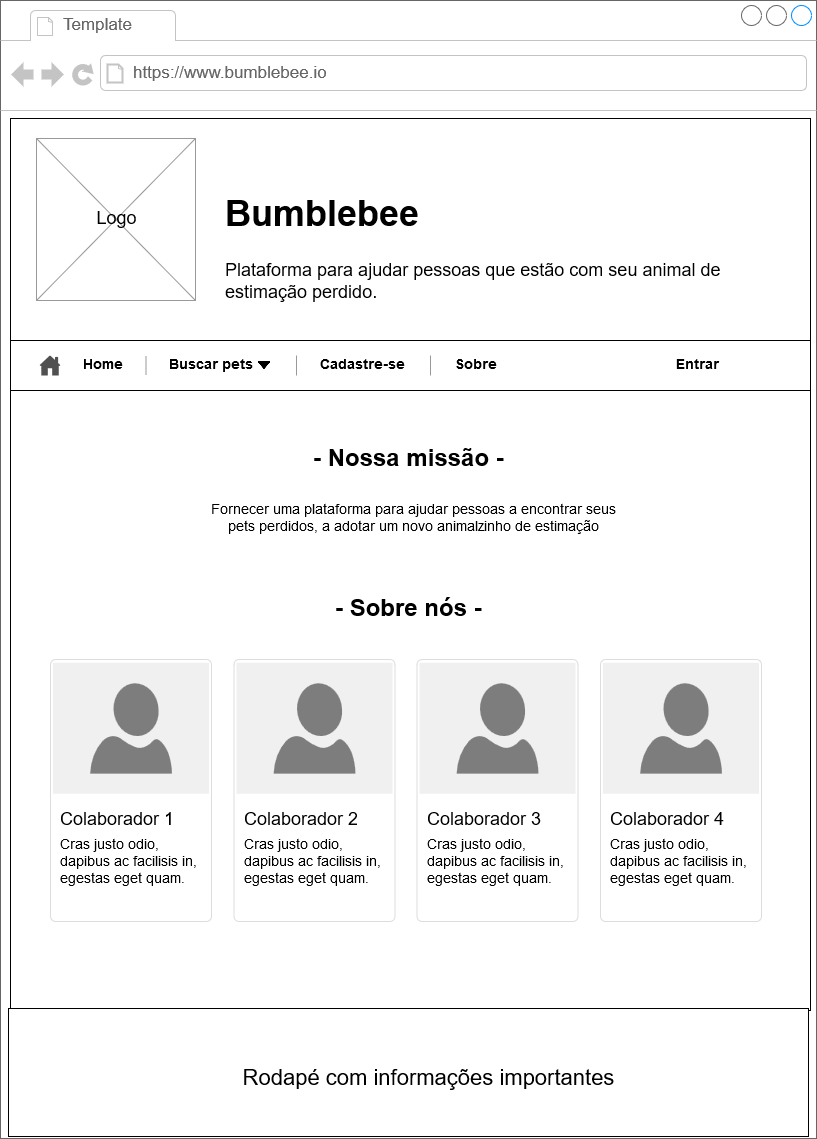 Template
https://www.bumblebee.io
Logo
Bumblebee
Plataforma para ajudar pessoas que estão com seu animal de
estimação perdido.
Home Buscar pets Cadastre-se Sobre Entrar
- Nossa missão -
Fornecer uma plataforma para ajudar pessoas a encontrar seus
pets perdidos, a adotar um novo animalzinho de estimação
- Sobre nós -
Colaborador 1
Cras justo odio,
dapibus ac facilisis in,
egestas eget quam.
Colaborador 2
Cras justo odio,
dapibus ac facilisis in,
egestas eget quam.
Colaborador 3
Cras justo odio,
dapibus ac facilisis in,
egestas eget quam.
Colaborador 4
Cras justo odio,
dapibus ac facilisis in,
egestas eget quam.
Rodapé com informações importantes